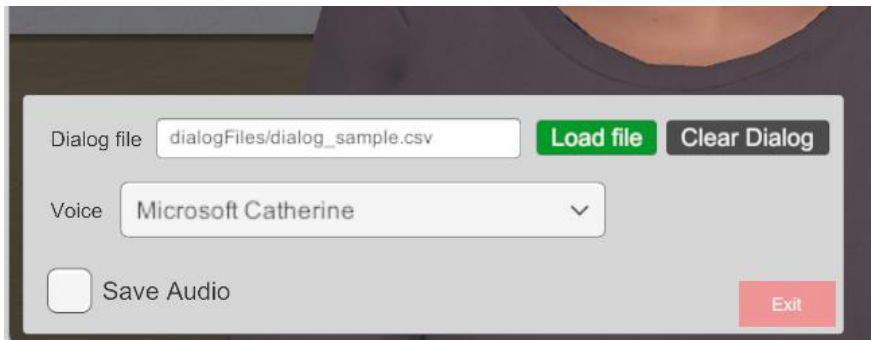 Dialog file dialogFiles/dialog_sample.csv Load file Clear Dialog
Voice Microsoft Catherine
Save Audio
Exit